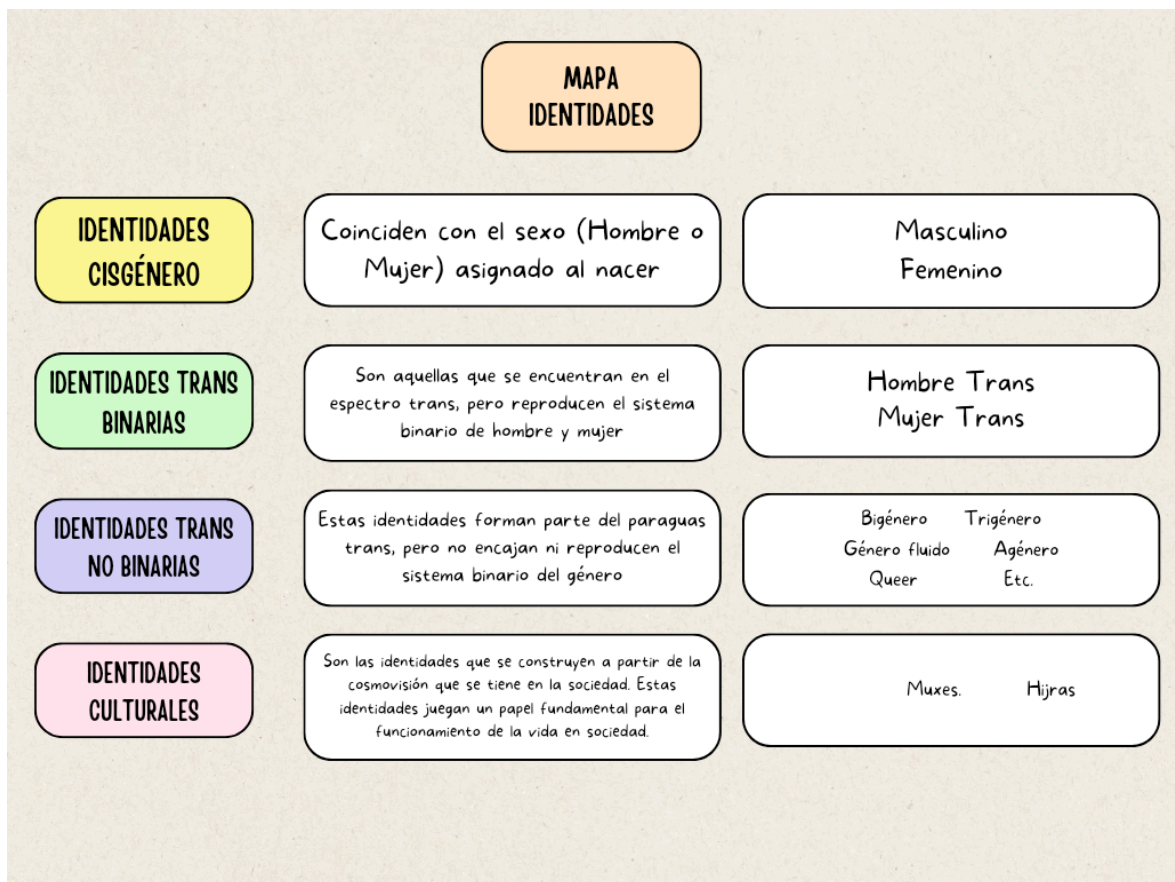 MAPA
IDENTIDADES
IDENTIDADES
CISGÉNERO
Coinciden con el sexo (Hombre o
Mujer) asignado al nacer
Masculino
Femenino
IDENTIDADES TRANS
BINARIAS
Son aquellas que se encuentran en el
espectro trans, pero reproducen el sistema
binario de hombre y mujer
Hombre Trans
Mujer Trans
IDENTIDADES TRANS
NO BINARIAS
Estas identidades forman parte del paraguas
trans, pero no encajan ni reproducen el
sistema binario del género
Bigénero Trigénero
Género fluido Agénero
Queer Etc.
IDENTIDADES
CULTURALES
Son las identidades que se construyen a partir de la
cosmovisión que se tiene en la sociedad. Estas
identidades juegan un papel fundamental para el
funcionamiento de la vida en sociedad.
Muxes. Hijras